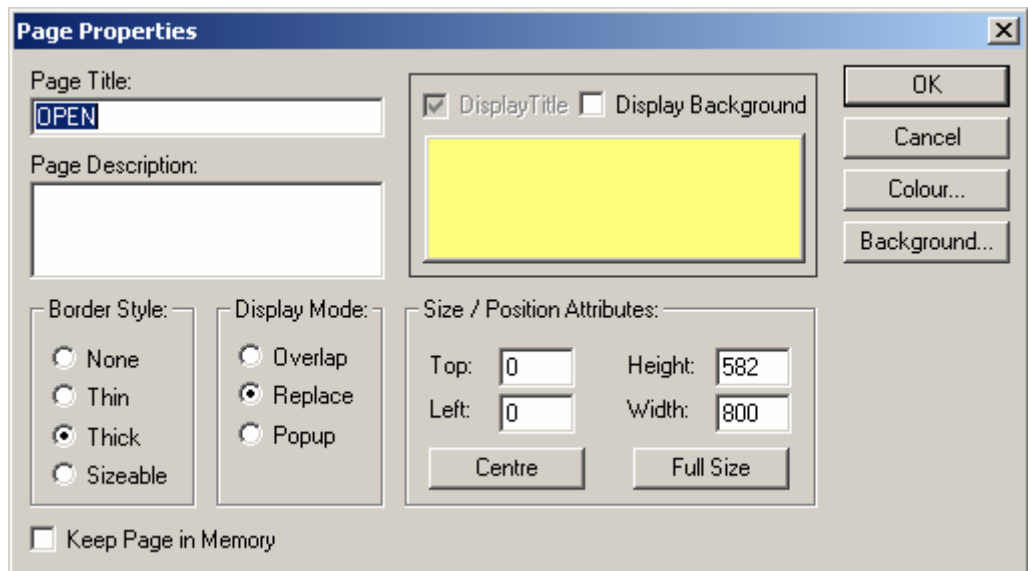 Page Properties
Page Title:
OPEN
Page Description:
DisplayTitle Display Background
OK
Cancel
Colour...
Background...
Border Style:
None
Thin
Thick
Sizeable
Display Mode:
Overlap
Replace
Popup
Size / Position Attributes:
Top: 0 Height: 582
Left: 0 Width: 800
Centre Full Size
Keep Page in Memory